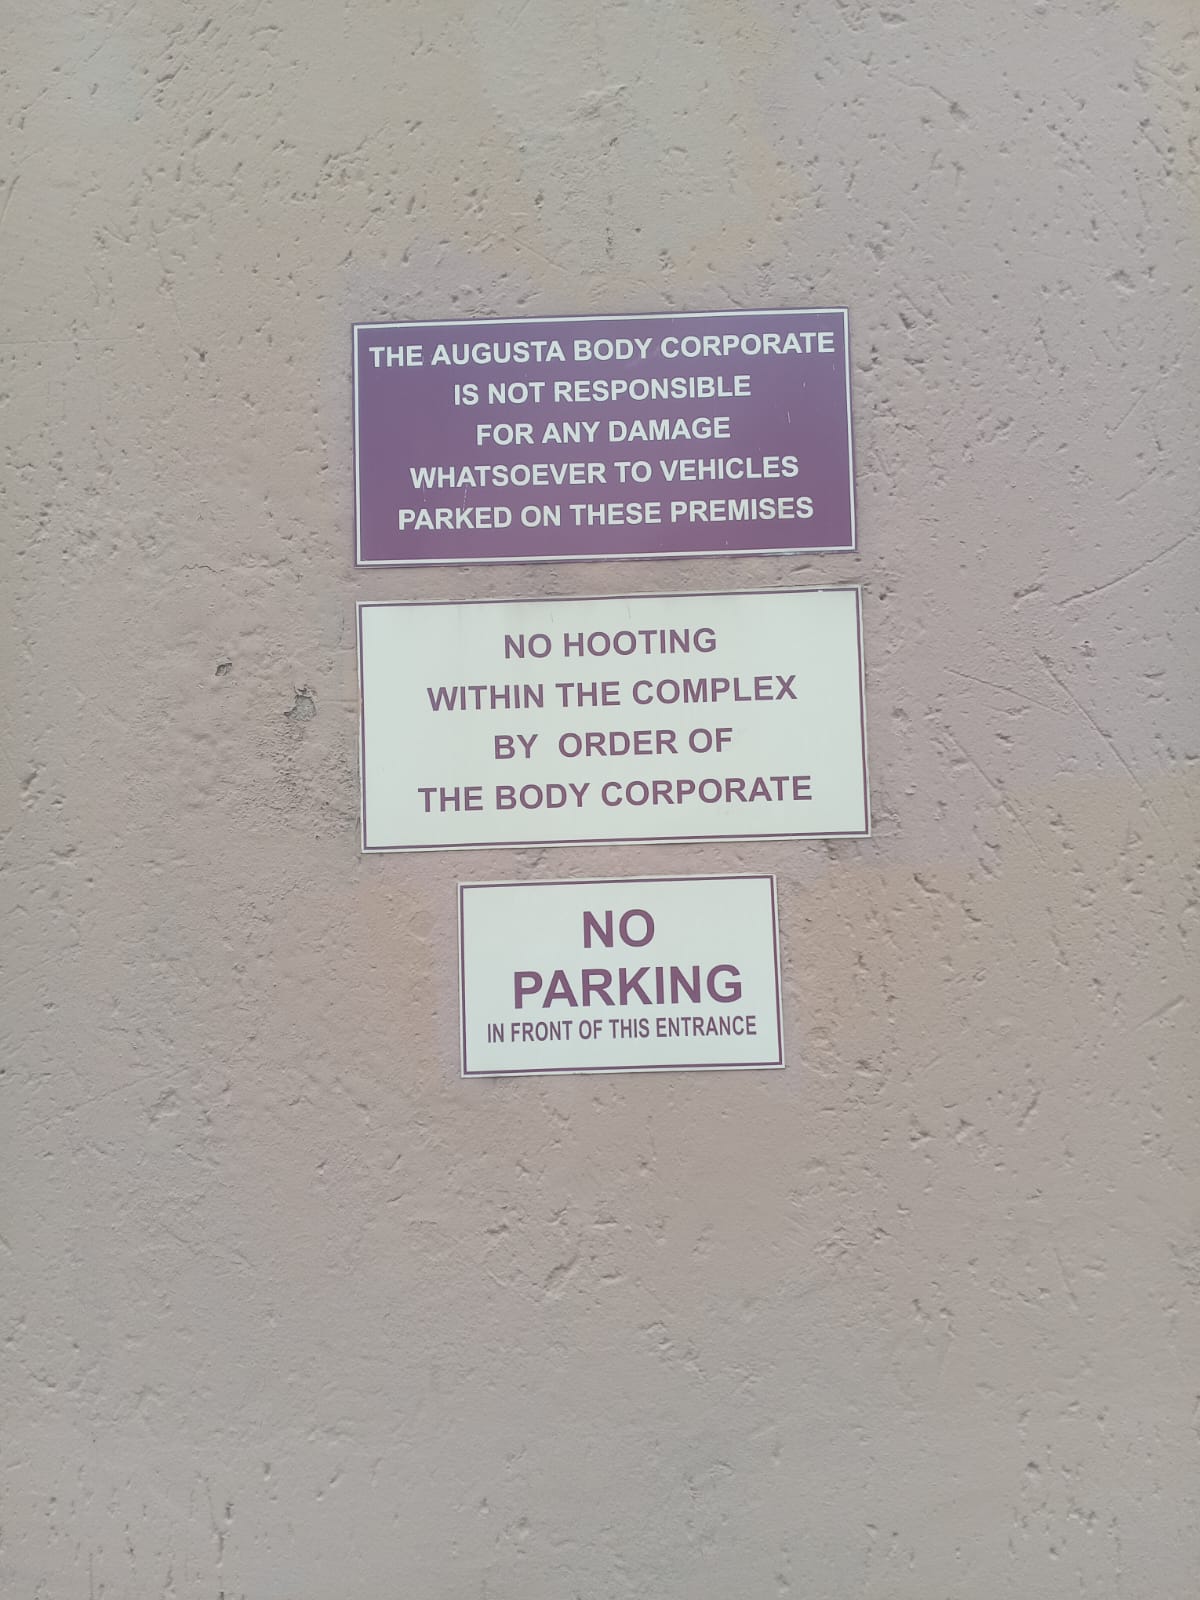 THE AUGUSTA BODY CORPORATE
IS NOT RESPONSIBLE
FOR ANY DAMAGE
WHATSOEVER TO VEHICLES
PARKED ON THESE PREMISES
NO HOOTING
WITHIN THE COMPLEX
BY ORDER OF
THE BODY CORPORATE
NO
PARKING
IN FRONT OF THIS ENTRANCE